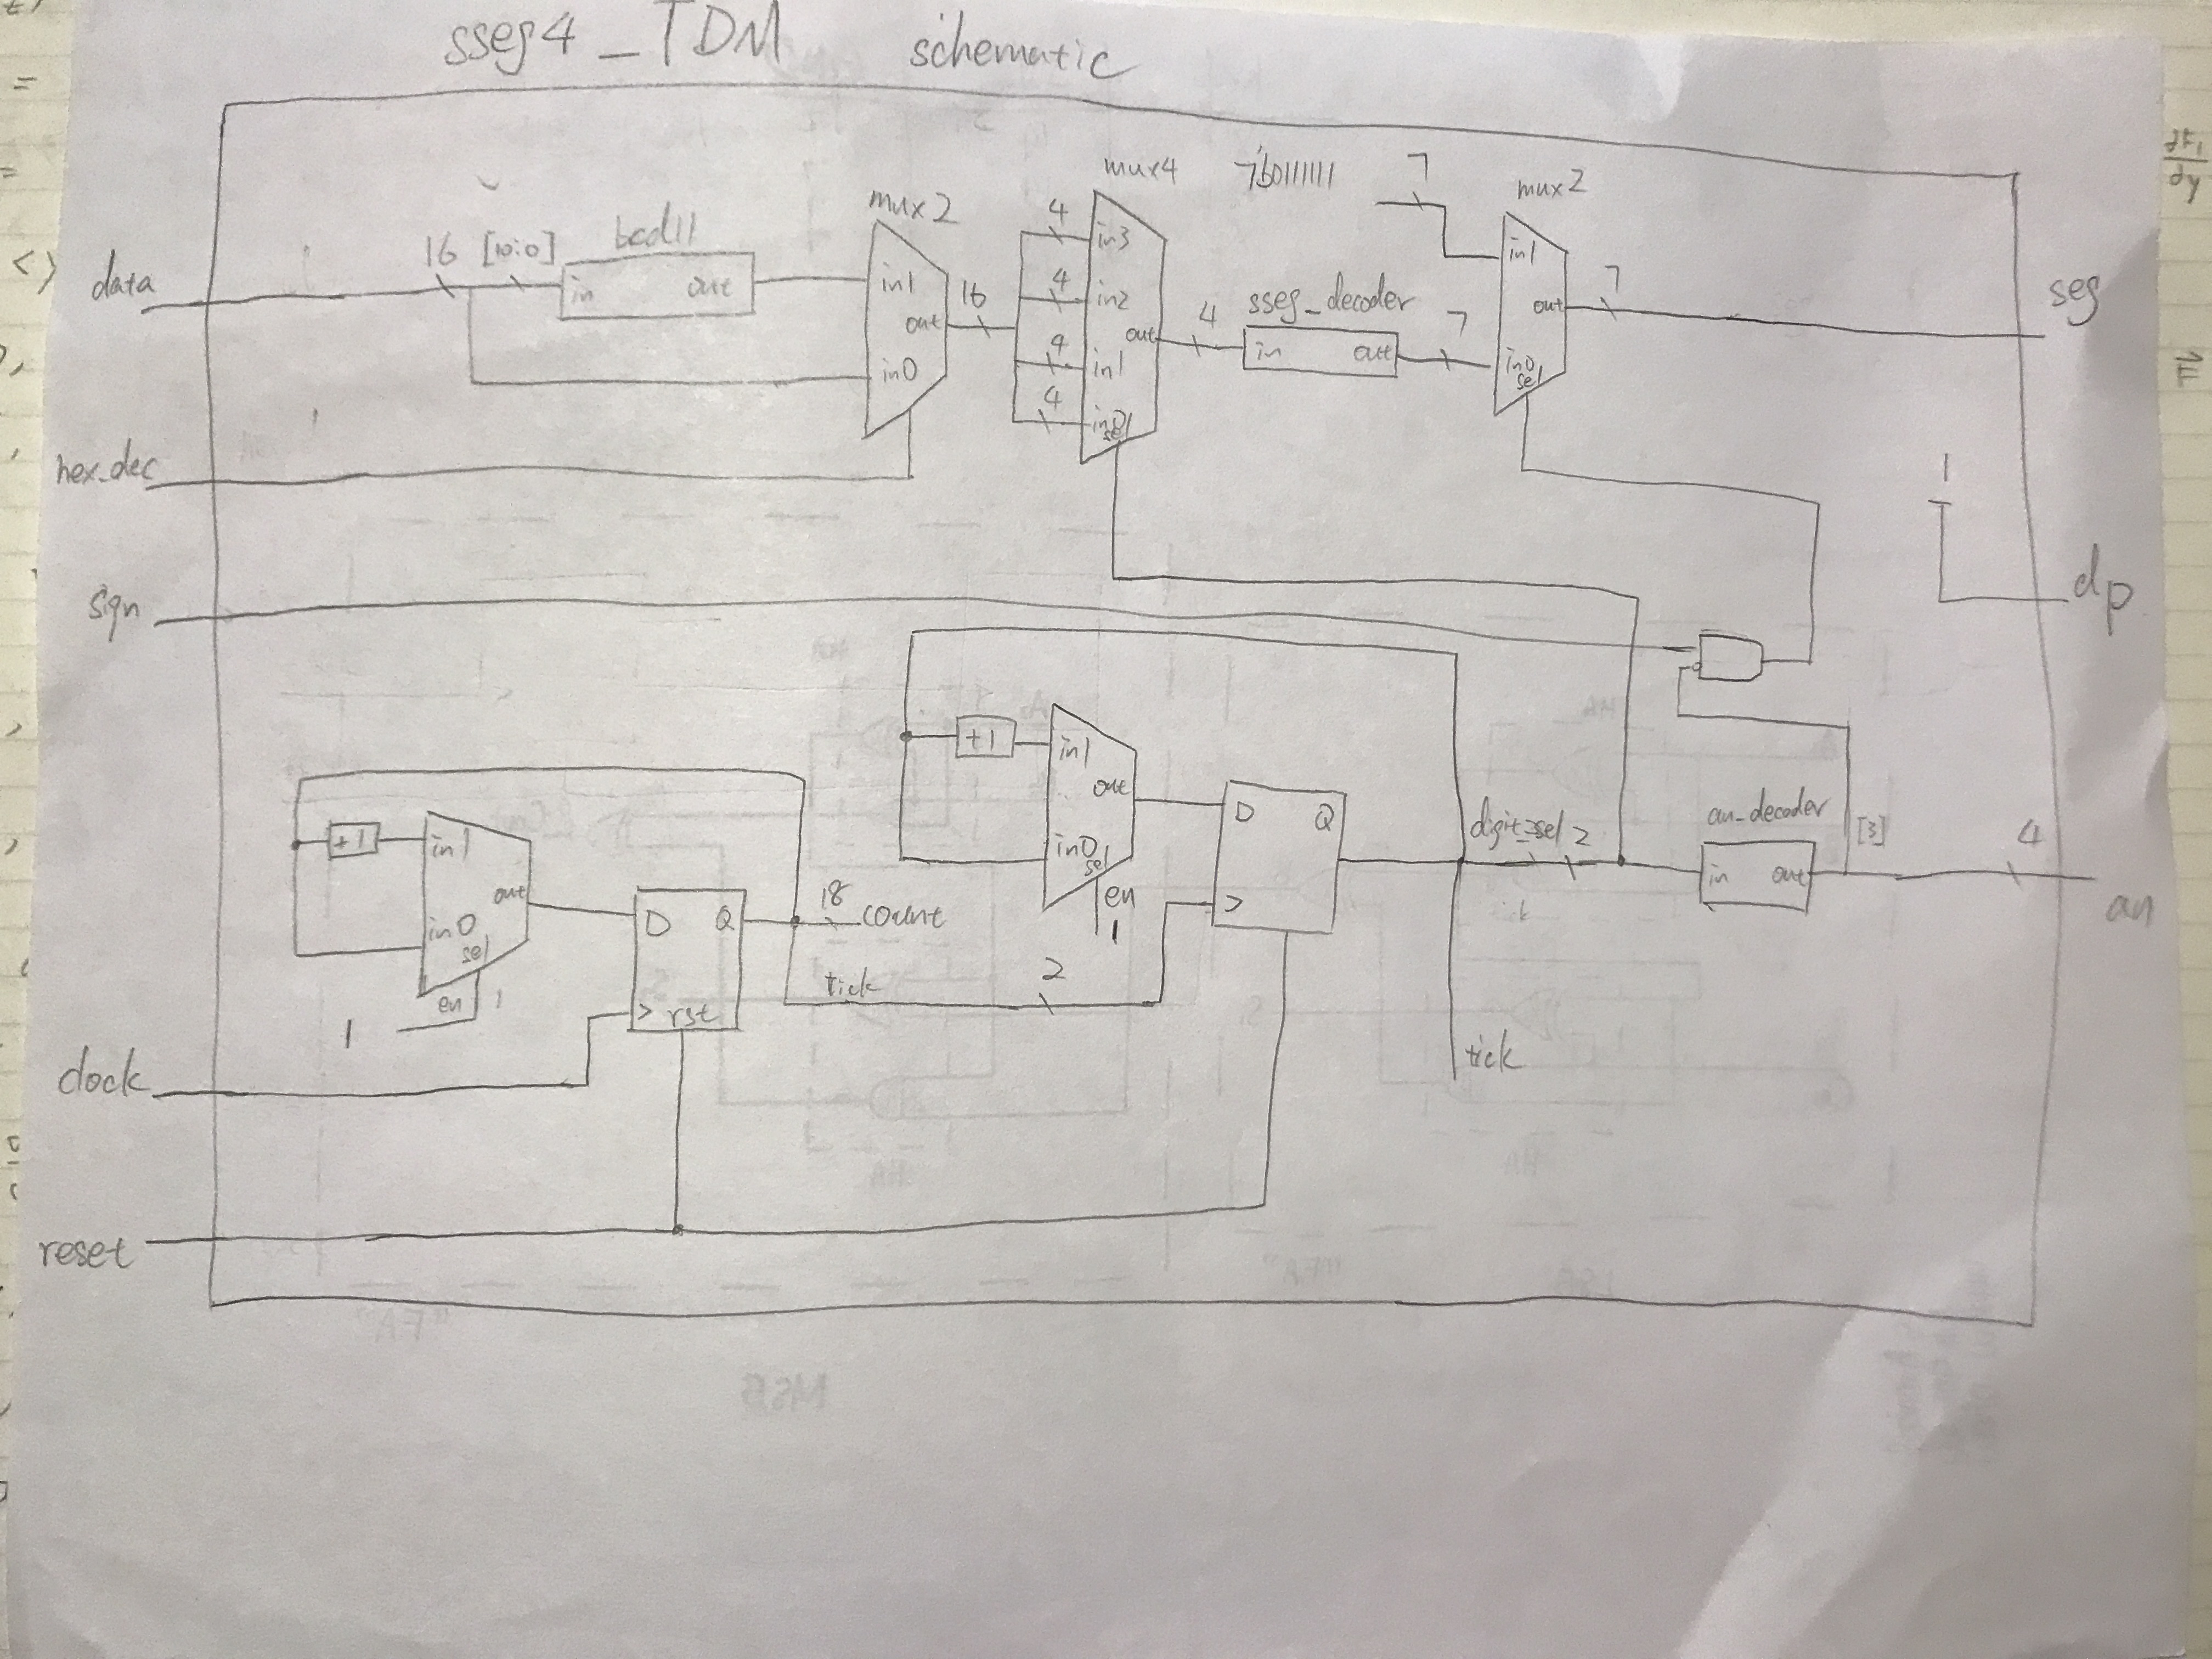 sseg4_TDM schematic
data
16
[10:0]
bcd11
in
out
mux2
in1
out
in0
16
4
4
4
4
mux4
in3
in2
out
in1
in0
sel
4
sseg_decoder
in
out
7
7'b0111111
7
mux2
in1
out
in0
sel
7
seg
hex_dec
1
dp
sign
+1
in1
out
in0
sel
en
1
D
Q
>
digit_sel
2
an_decoder
in
out
[3]
4
an
+1
in1
out
in0
sel
en
1
1
D
Q
>
rst
18
count
tick
2
tick
clock
reset